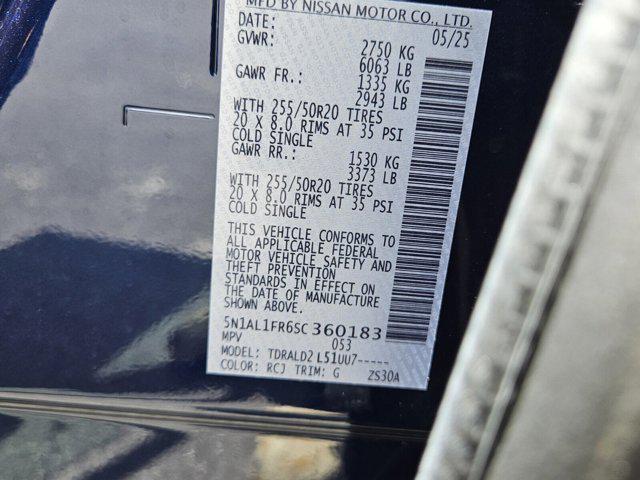 MFD BY NISSAN MOTOR CO., LTD.
DATE: 05/25
GVWR: 2750 KG
6063 LB
GAWR FR.: 1335 KG
2943 LB
WITH 255/50R20 TIRES
20 X 8.0 RIMS AT 35 PSI
COLD SINGLE
GAWR RR.: 1530 KG
3373 LB
WITH 255/50R20 TIRES
20 X 8.0 RIMS AT 35 PSI
COLD SINGLE
THIS VEHICLE CONFORMS TO
ALL APPLICABLE FEDERAL
MOTOR VEHICLE SAFETY AND
THEFT PREVENTION
STANDARDS IN EFFECT ON
THE DATE OF MANUFACTURE
SHOWN ABOVE.
5N1AL1FR6SC360183
MPV 053
MODEL: TDRALD2 L51UU7-----
COLOR: RCJ TRIM: G ZS30A